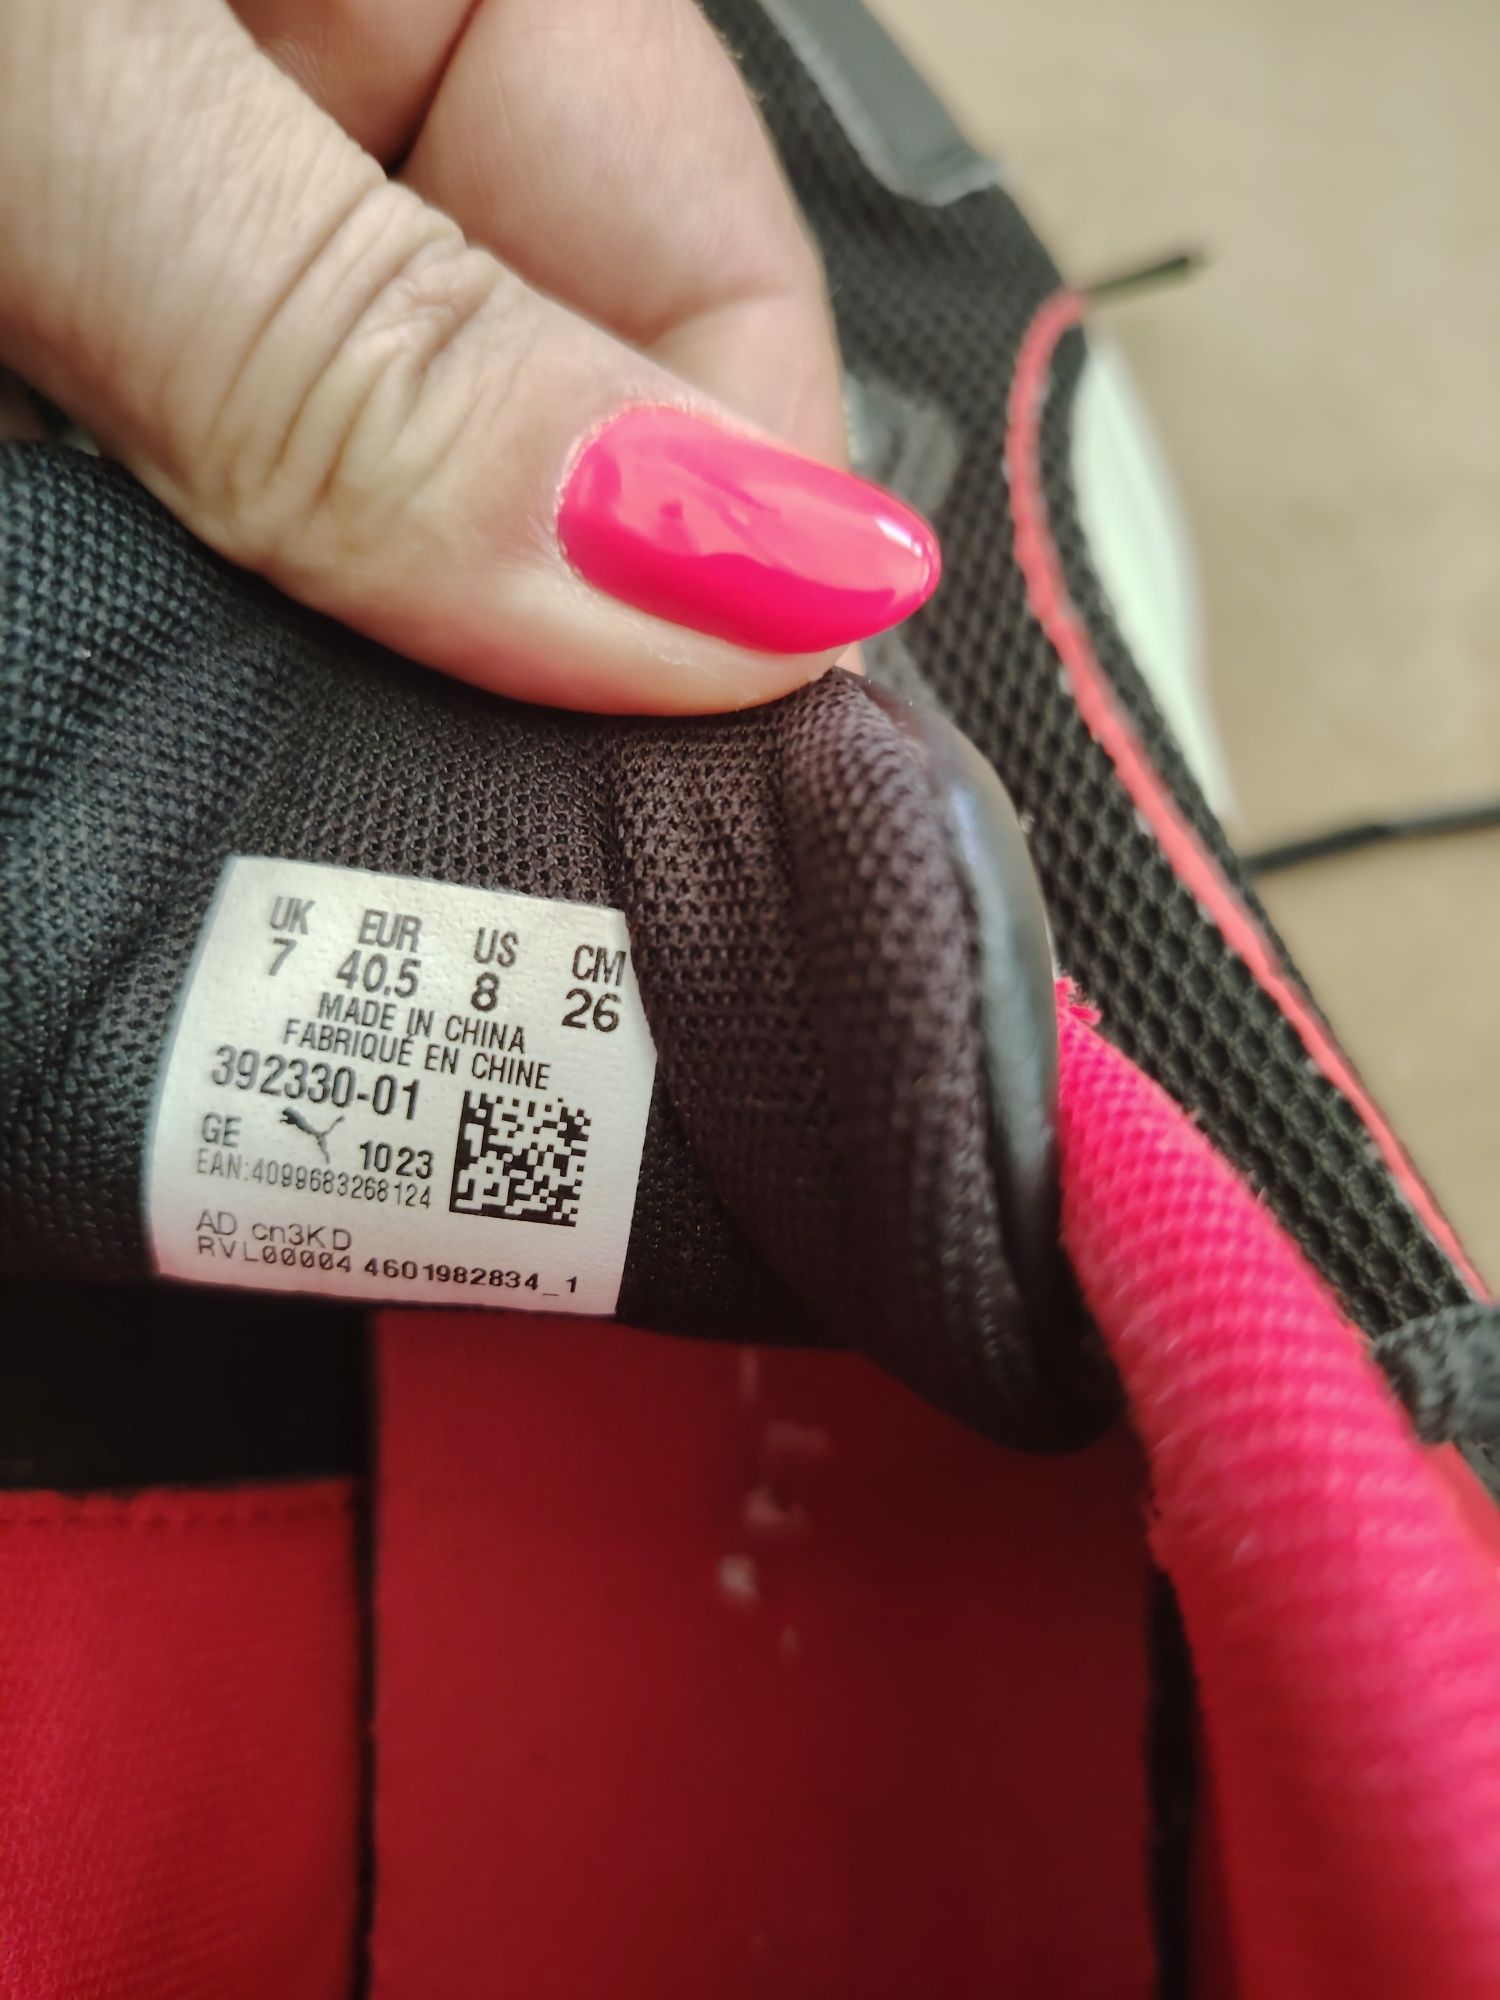 UK EUR US CM
7 40.5 8 26
MADE IN CHINA
FABRIQUÉ EN CHINE
392330-01
GE 1023
EAN:4099683268124
AD cn3KD
RVL00004 4601982834_1